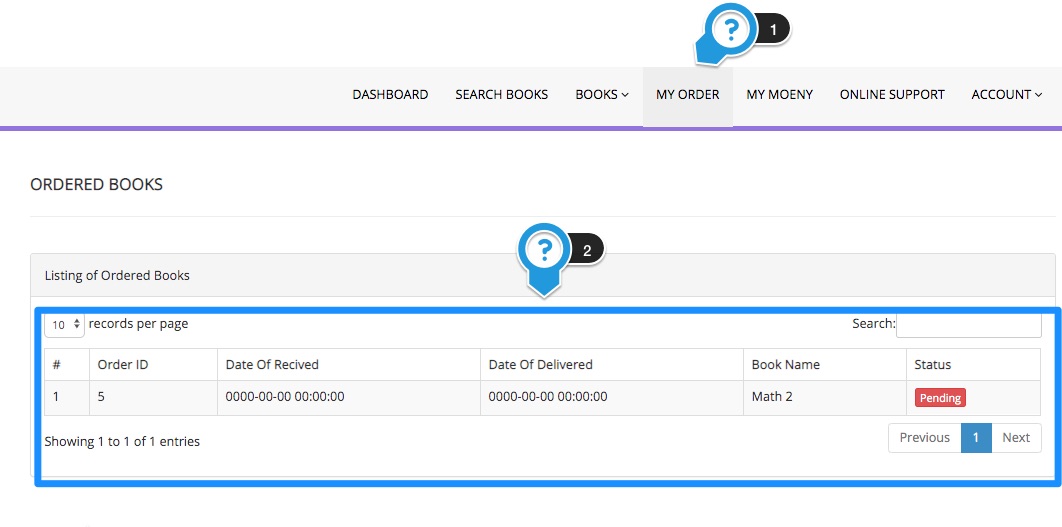 ? 1
DASHBOARD SEARCH BOOKS BOOKS MY ORDER MY MOENY ONLINE SUPPORT ACCOUNT
ORDERED BOOKS
? 2
Listing of Ordered Books
10 records per page Search:
# Order ID Date Of Recived Date Of Delivered Book Name Status
1 5 0000-00-00 00:00:00 0000-00-00 00:00:00 Math 2 Pending
Showing 1 to 1 of 1 entries Previous 1 Next